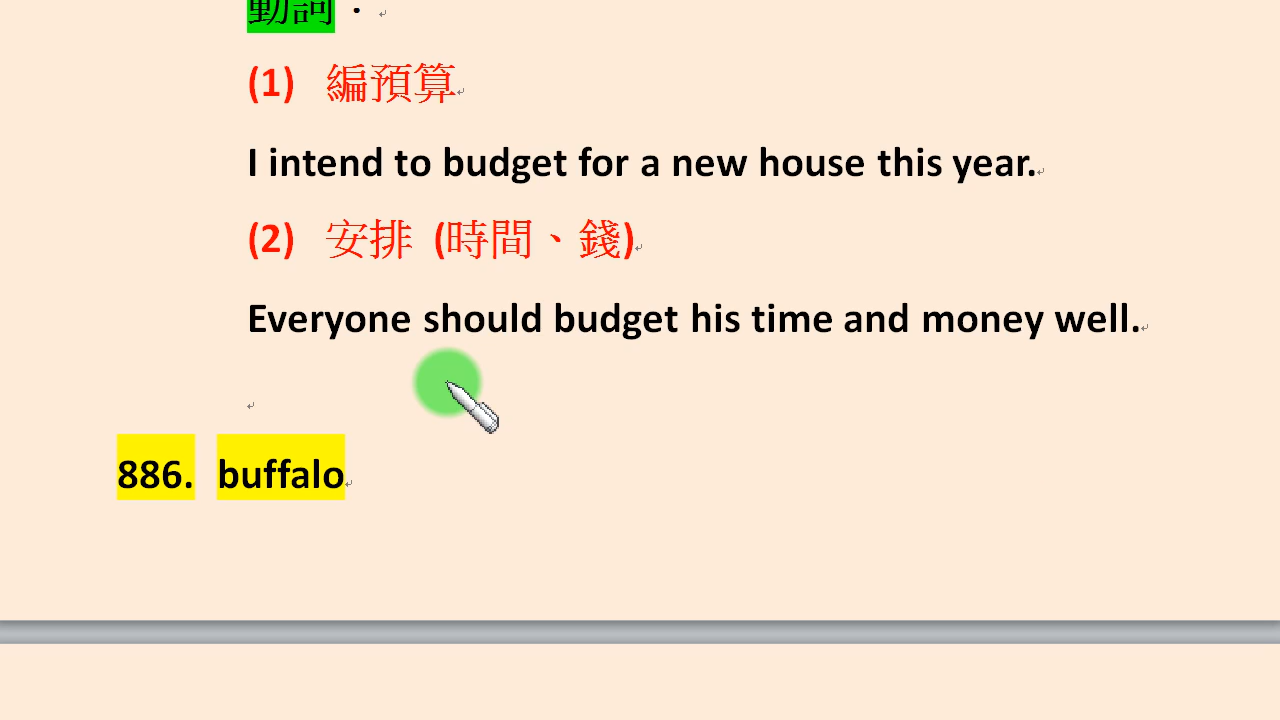 動詞：
(1) 編預算
I intend to budget for a new house this year.
(2) 安排 (時間、錢)
Everyone should budget his time and money well.
886. buffalo